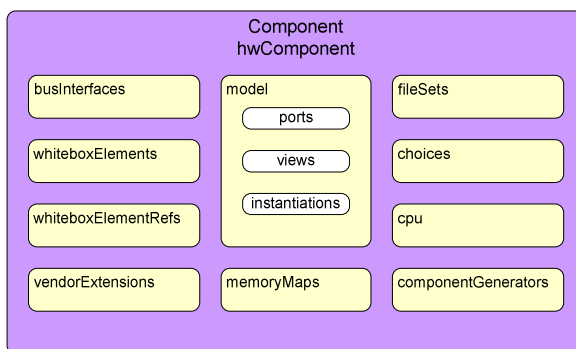 Component
hwComponent
busInterfaces
model
fileSets
ports
whiteboxElements
views
choices
whiteboxElementRefs
instantiations
cpu
vendorExtensions
memoryMaps
componentGenerators